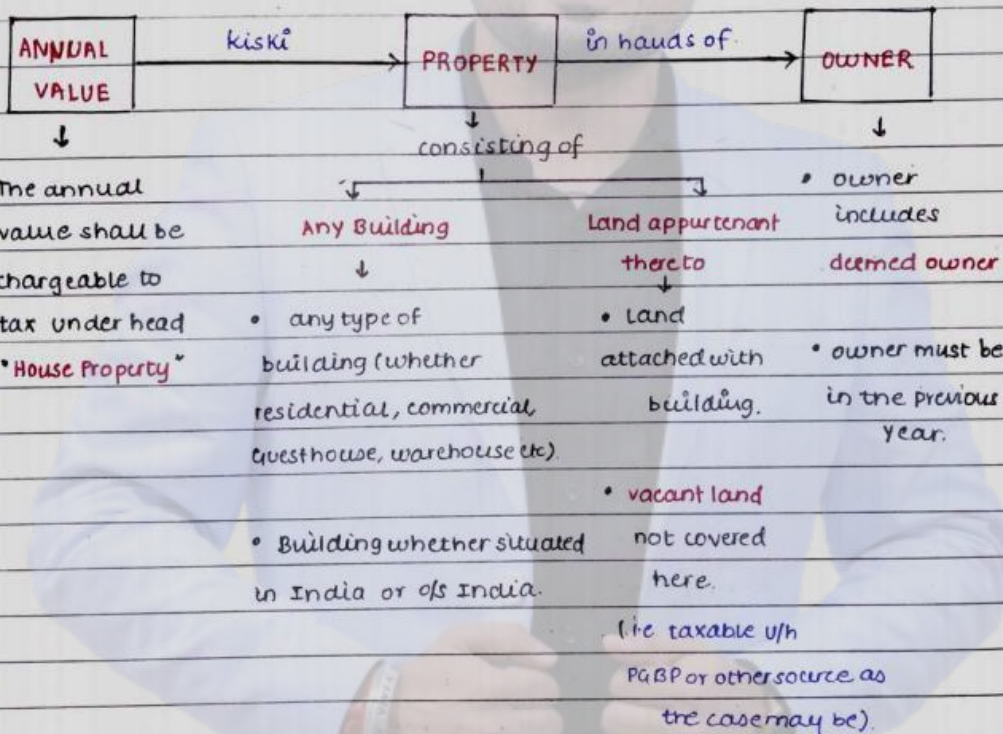 ANNUAL VALUE
kiski
PROPERTY
in hands of
OWNER
consisting of
The annual
value shall be
chargeable to
tax under head
"House Property"
Any Building
• any type of
building (whether
residential, commercial,
Guesthouse, warehouse etc).
• Building whether situated
in India or o/s India.
Land appurtenant
thereto
• Land
attached with
building.
• vacant land
not covered
here.
(i.e taxable u/h
PGBP or other source as
the case may be).
• owner
includes
deemed owner
• owner must be
in the previous
year.